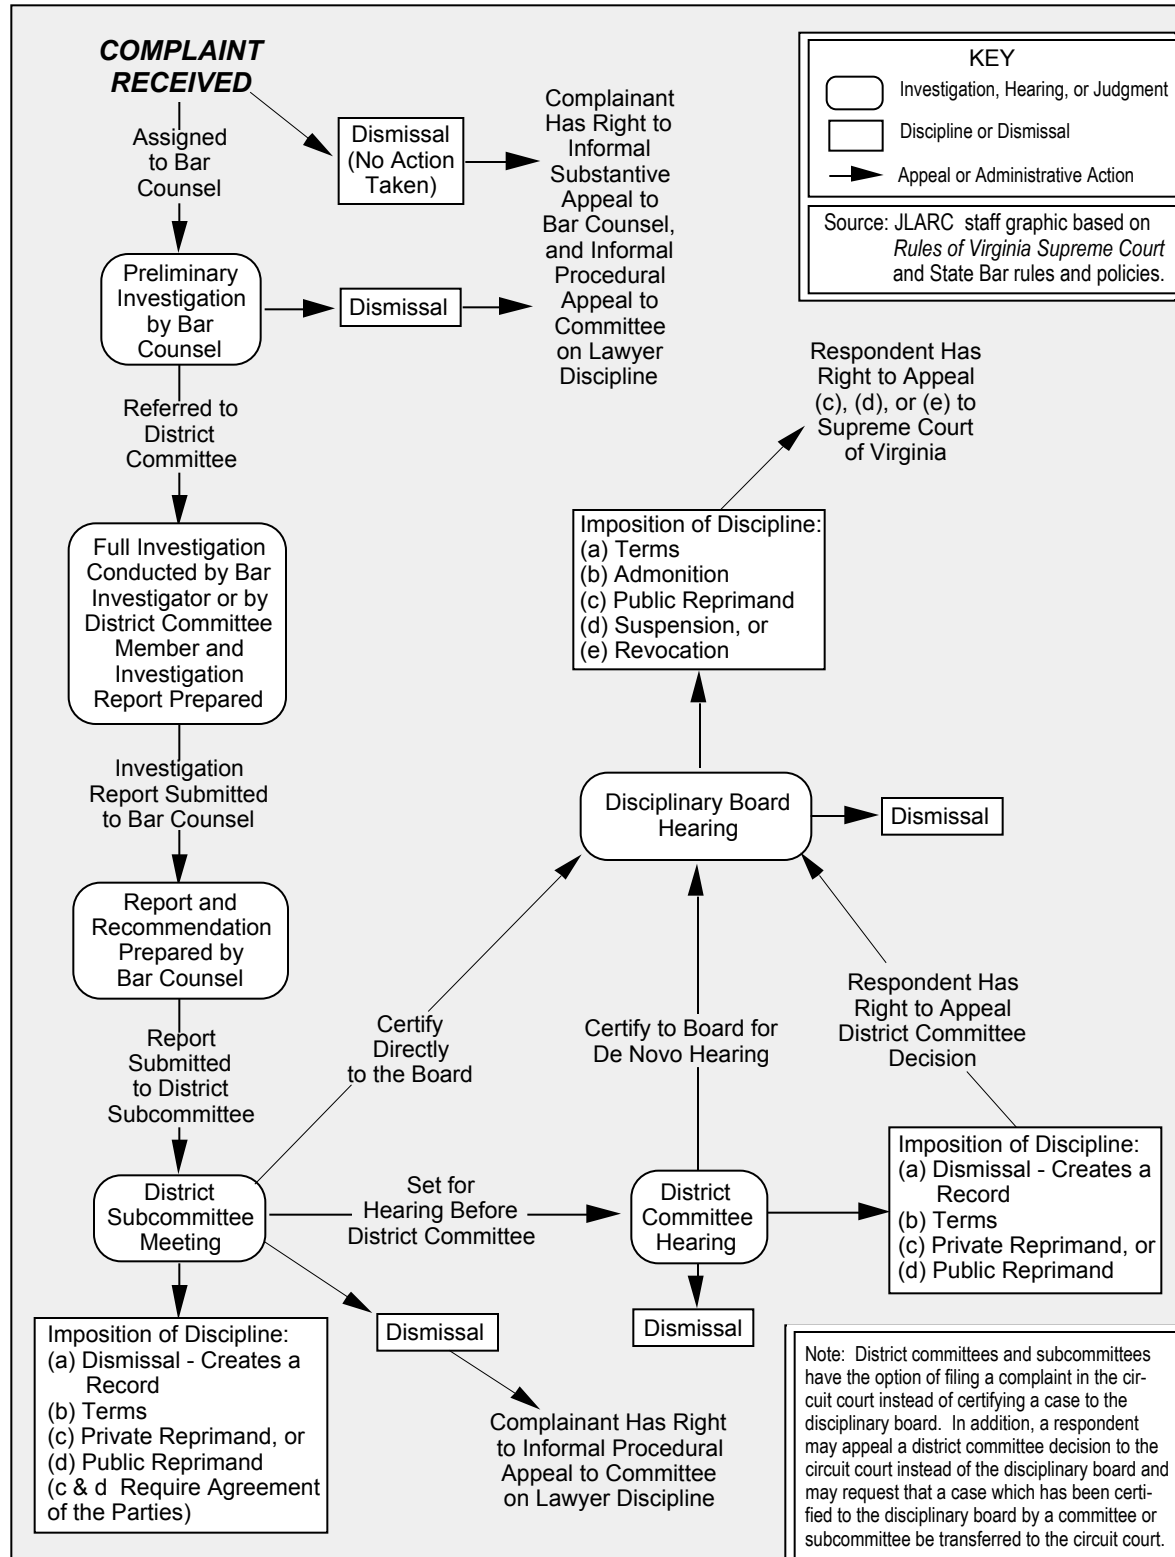 COMPLAINT
RECEIVED
Assigned
to Bar
Counsel
Dismissal
(No Action
Taken)
Complainant
Has Right to
Informal
Substantive
Appeal to
Bar Counsel,
and Informal
Procedural
Appeal to
Committee
on Lawyer
Discipline
KEY
Investigation, Hearing, or Judgment
Discipline or Dismissal
Appeal or Administrative Action
Source: JLARC staff graphic based on
Rules of Virginia Supreme Court
and State Bar rules and policies.
Preliminary
Investigation
by Bar
Counsel
Dismissal
Referred to
District
Committee
Respondent Has
Right to Appeal
(c), (d), or (e) to
Supreme Court
of Virginia
Full Investigation
Conducted by Bar
Investigator or by
District Committee
Member and
Investigation
Report Prepared
Imposition of Discipline:
(a) Terms
(b) Admonition
(c) Public Reprimand
(d) Suspension, or
(e) Revocation
Investigation
Report Submitted
to Bar Counsel
Disciplinary Board
Hearing
Dismissal
Report and
Recommendation
Prepared by
Bar Counsel
Report
Submitted
to District
Subcommittee
Certify
Directly
to the Board
Certify to Board for
De Novo Hearing
Respondent Has
Right to Appeal
District Committee
Decision
District
Subcommittee
Meeting
Set for
Hearing Before
District Committee
District
Committee
Hearing
Imposition of Discipline:
(a) Dismissal - Creates a
Record
(b) Terms
(c) Private Reprimand, or
(d) Public Reprimand
Dismissal
Dismissal
Imposition of Discipline:
(a) Dismissal - Creates a
Record
(b) Terms
(c) Private Reprimand, or
(d) Public Reprimand
(c & d Require Agreement
of the Parties)
Complainant Has Right
to Informal Procedural
Appeal to Committee
on Lawyer Discipline
Note: District committees and subcommittees
have the option of filing a complaint in the cir-
cuit court instead of certifying a case to the
disciplinary board. In addition, a respondent
may appeal a district committee decision to the
circuit court instead of the disciplinary board and
may request that a case which has been certi-
fied to the disciplinary board by a committee or
subcommittee be transferred to the circuit court.